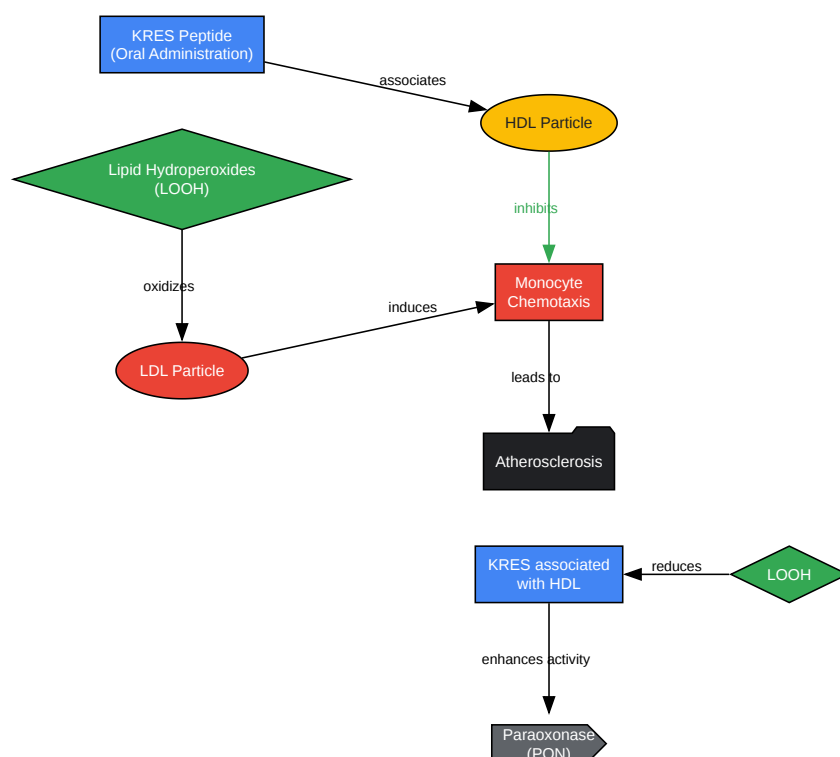 KRES Peptide
(Oral Administration)
associates
HDL Particle
Lipid Hydroperoxides
(LOOH)
inhibits
oxidizes
Monocyte
Chemotaxis
induces
LDL Particle
leads to
Atherosclerosis
KRES associated
with HDL
reduces
LOOH
enhances activity
Paraoxonase
(PON)